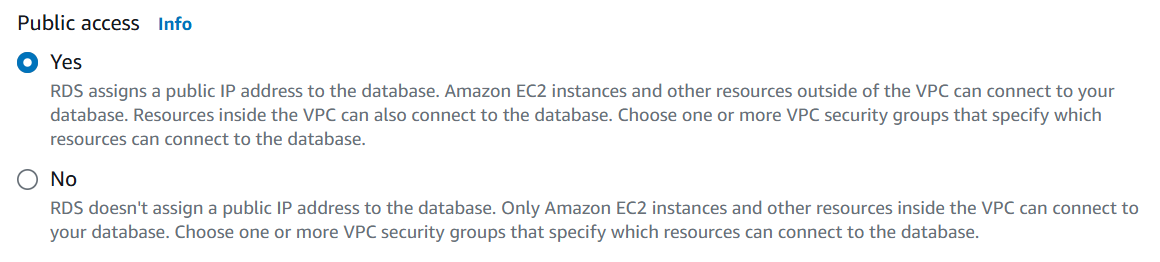 Public access Info
Yes
RDS assigns a public IP address to the database. Amazon EC2 instances and other resources outside of the VPC can connect to your
database. Resources inside the VPC can also connect to the database. Choose one or more VPC security groups that specify which
resources can connect to the database.
No
RDS doesn't assign a public IP address to the database. Only Amazon EC2 instances and other resources inside the VPC can connect to
your database. Choose one or more VPC security groups that specify which resources can connect to the database.